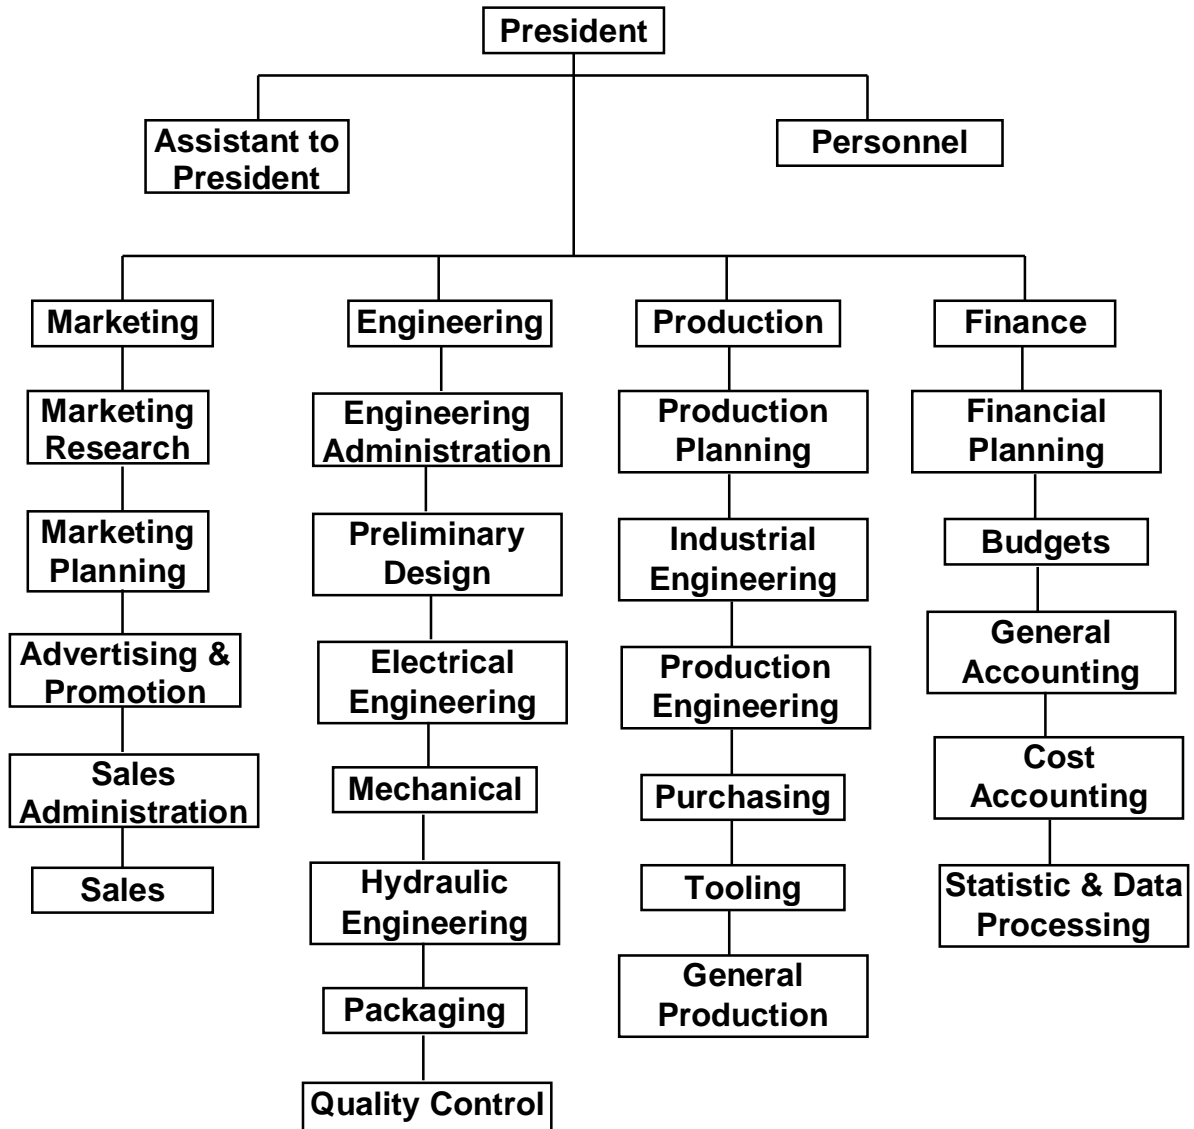 President
Assistant to
President
Personnel
Marketing
Engineering
Production
Finance
Marketing
Research
Engineering
Administration
Production
Planning
Financial
Planning
Marketing
Planning
Preliminary
Design
Industrial
Engineering
Budgets
Advertising &
Promotion
Electrical
Engineering
Production
Engineering
General
Accounting
Sales
Administration
Mechanical
Purchasing
Cost
Accounting
Sales
Hydraulic
Engineering
Tooling
Statistic & Data
Processing
Packaging
General
Production
Quality Control